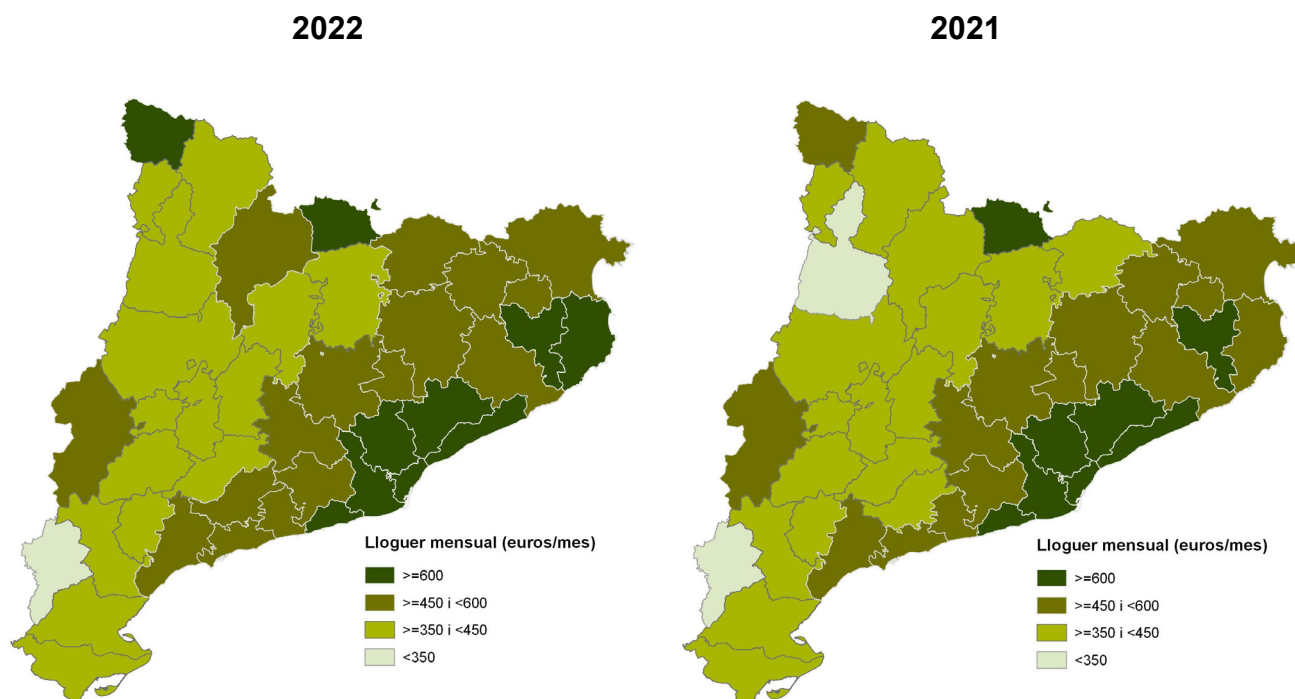 2022
2021
Lloguer mensual (euros/mes)
>=600
>=450 i <600
>=350 i <450
<350
Lloguer mensual (euros/mes)
>=600
>=450 i <600
>=350 i <450
<350